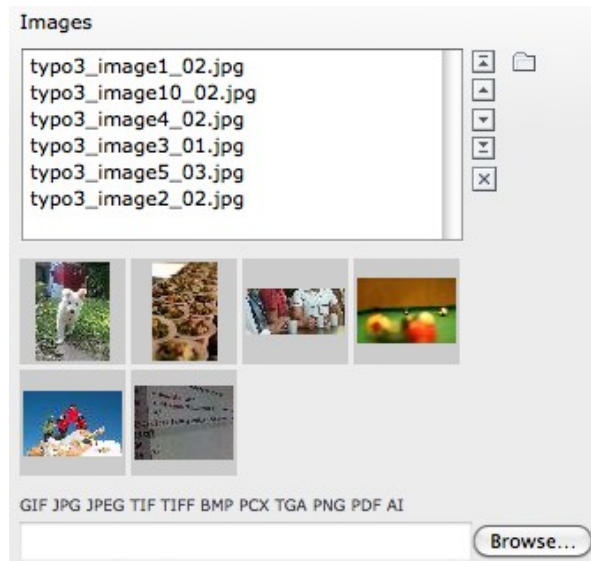 Images
typo3_image1_02.jpg
typo3_image10_02.jpg
typo3_image4_02.jpg
typo3_image3_01.jpg
typo3_image5_03.jpg
typo3_image2_02.jpg
GIF JPG JPEG TIF TIFF BMP PCX TGA PNG PDF AI
Browse...